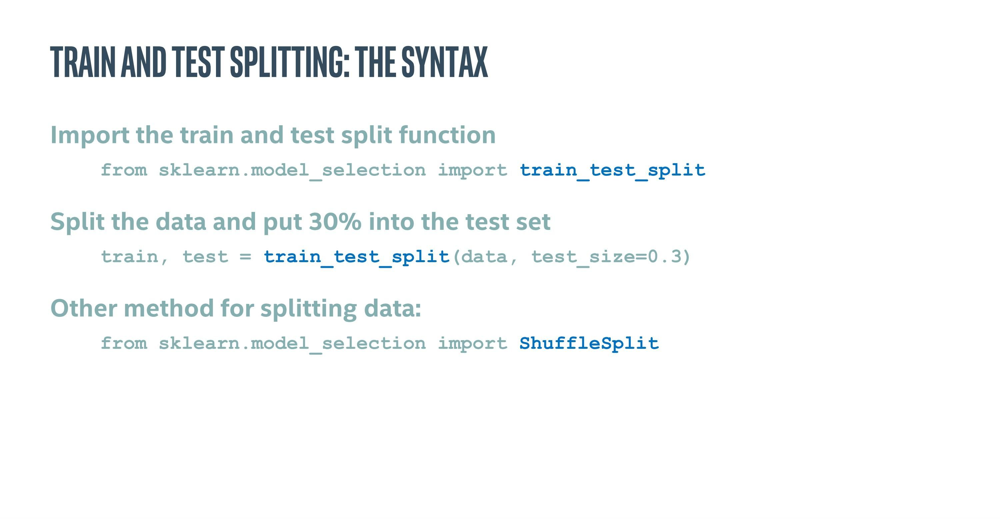 TRAIN AND TEST SPLITTING: THE SYNTAX
Import the train and test split function
from sklearn.model_selection import train_test_split
Split the data and put 30% into the test set
train, test = train_test_split(data, test_size=0.3)
Other method for splitting data:
from sklearn.model_selection import ShuffleSplit